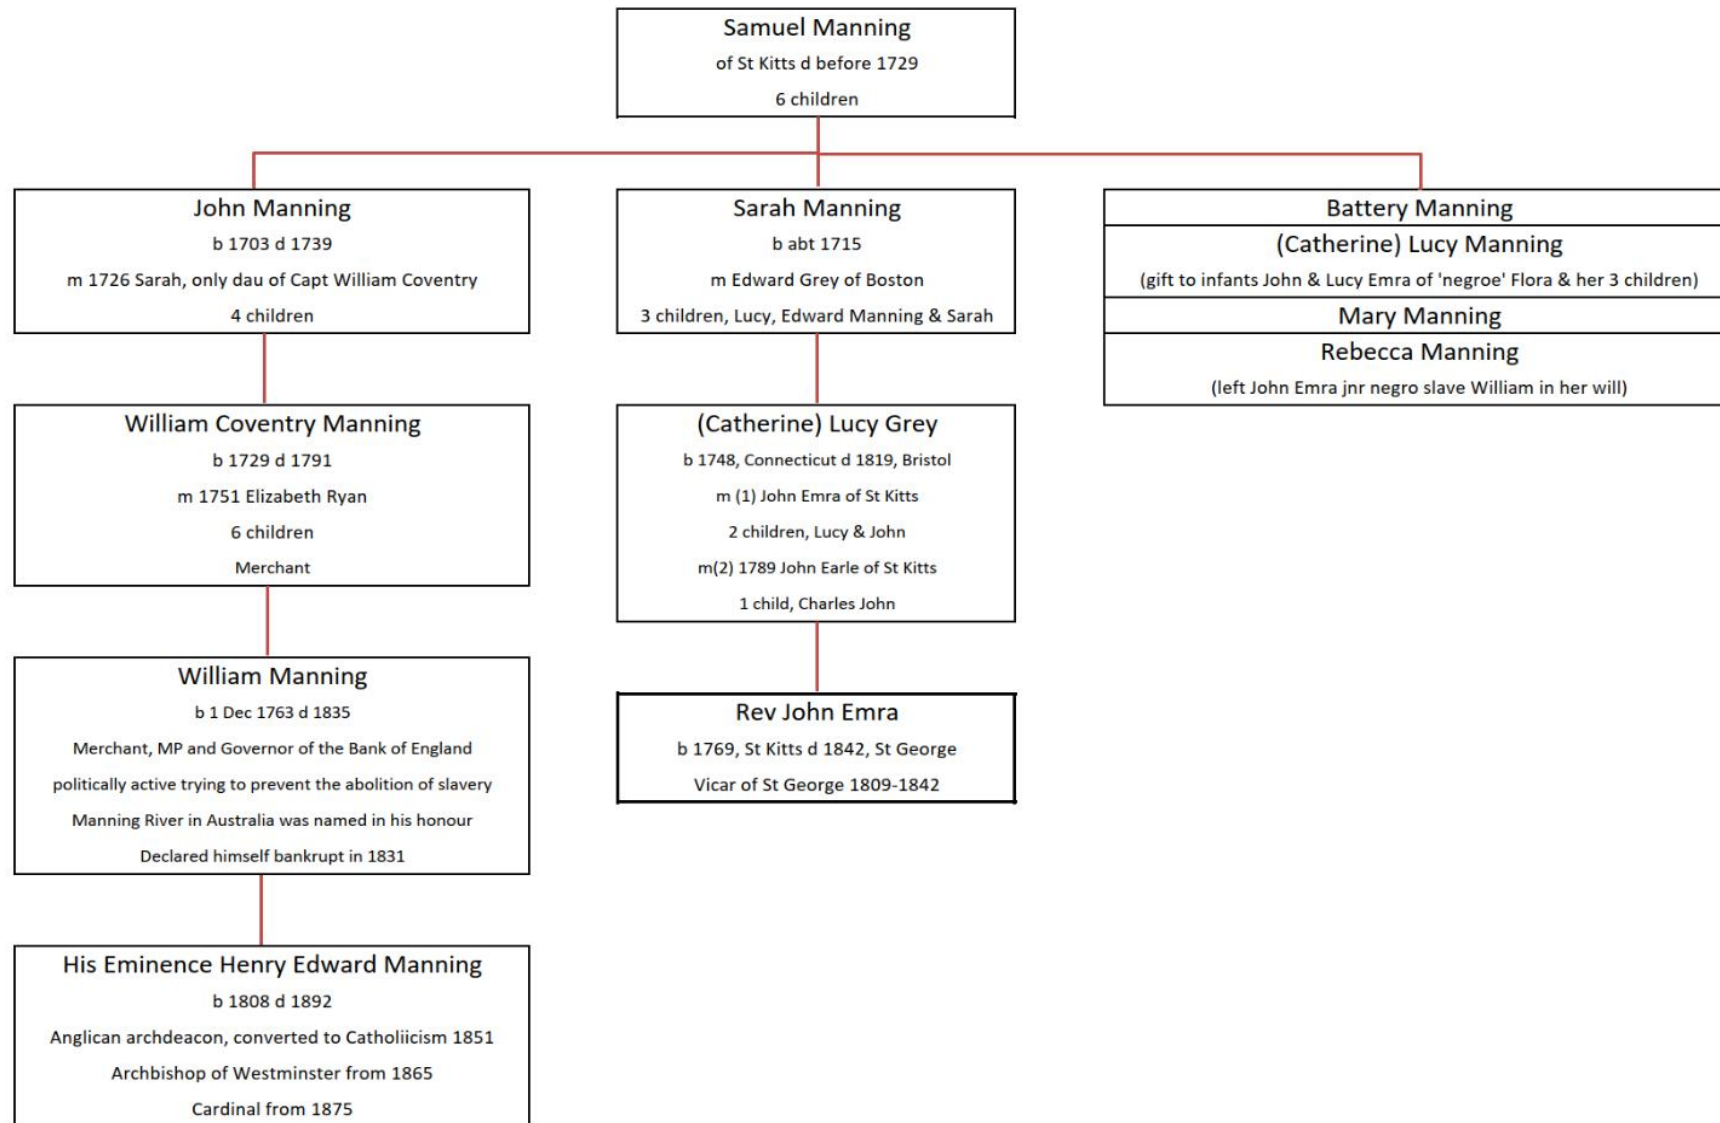 Samuel Manning
of St Kitts d before 1729
6 children
John Manning
b 1703 d 1739
m 1726 Sarah, only dau of Capt William Coventry
4 children
Sarah Manning
b abt 1715
m Edward Grey of Boston
3 children, Lucy, Edward Manning & Sarah
Battery Manning
(Catherine) Lucy Manning
(gift to infants John & Lucy Emra of 'negroe' Flora & her 3 children)
Mary Manning
Rebecca Manning
(left John Emra jnr negro slave William in her will)
William Coventry Manning
b 1729 d 1791
m 1751 Elizabeth Ryan
6 children
Merchant
(Catherine) Lucy Grey
b 1748, Connecticut d 1819, Bristol
m (1) John Emra of St Kitts
2 children, Lucy & John
m(2) 1789 John Earle of St Kitts
1 child, Charles John
William Manning
b 1 Dec 1763 d 1835
Merchant, MP and Governor of the Bank of England
politically active trying to prevent the abolition of slavery
Manning River in Australia was named in his honour
Declared himself bankrupt in 1831
Rev John Emra
b 1769, St Kitts d 1842, St George
Vicar of St George 1809-1842
His Eminence Henry Edward Manning
b 1808 d 1892
Anglican archdeacon, converted to Catholiicism 1851
Archbishop of Westminster from 1865
Cardinal from 1875